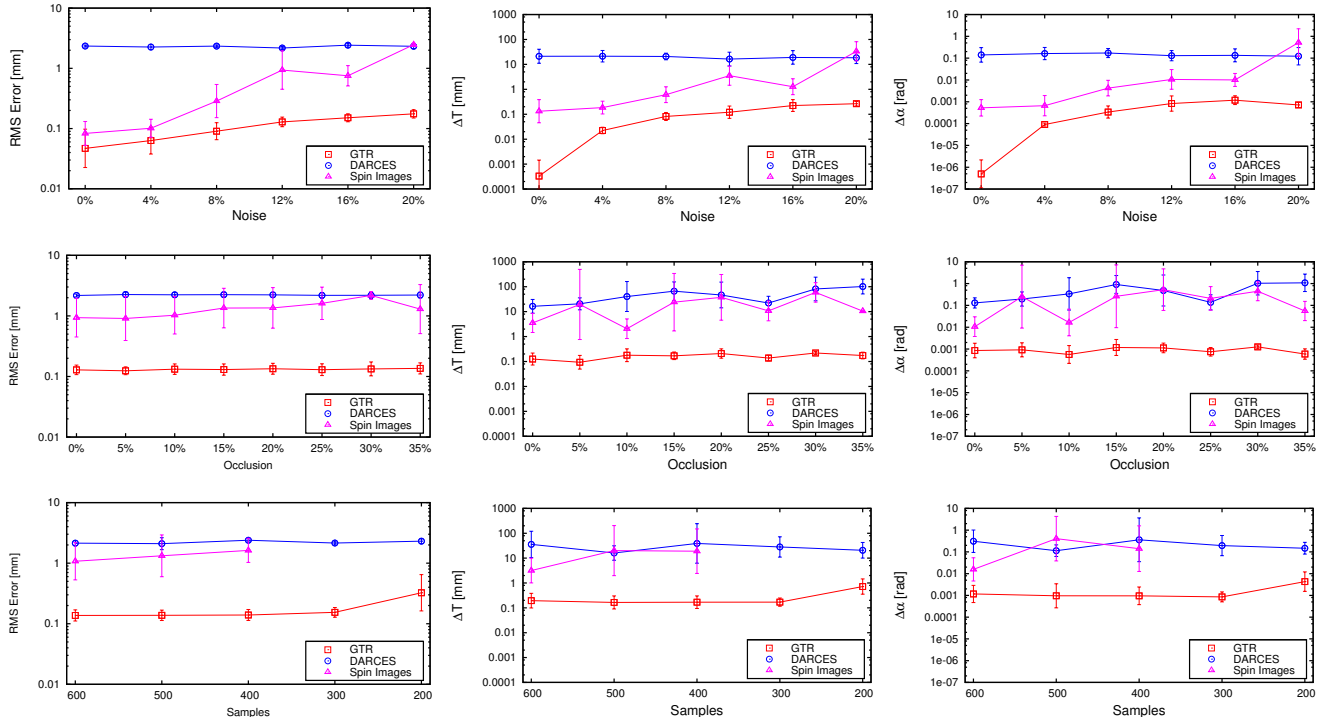 10
1
0.1
0.01
RMS Error [mm]
0% 4% 8% 12% 16% 20%
Noise
GTR
DARCES
Spin Images
1000
100
10
1
0.1
0.01
0.001
0.0001
ΔT [mm]
0% 4% 8% 12% 16% 20%
Noise
GTR
DARCES
Spin Images
10
1
0.1
0.01
0.001
0.0001
1e-05
1e-06
1e-07
Δα [rad]
0% 4% 8% 12% 16% 20%
Noise
GTR
DARCES
Spin Images
10
1
0.1
0.01
RMS Error [mm]
0% 5% 10% 15% 20% 25% 30% 35%
Occlusion
GTR
DARCES
Spin Images
1000
100
10
1
0.1
0.01
0.001
0.0001
ΔT [mm]
0% 5% 10% 15% 20% 25% 30% 35%
Occlusion
GTR
DARCES
Spin Images
10
1
0.1
0.01
0.001
0.0001
1e-05
1e-06
1e-07
Δα [rad]
0% 5% 10% 15% 20% 25% 30% 35%
Occlusion
GTR
DARCES
Spin Images
10
1
0.1
0.01
RMS Error [mm]
600 500 400 300 200
Samples
GTR
DARCES
Spin Images
1000
100
10
1
0.1
0.01
0.001
0.0001
ΔT [mm]
600 500 400 300 200
Samples
GTR
DARCES
Spin Images
10
1
0.1
0.01
0.001
0.0001
1e-05
1e-06
1e-07
Δα [rad]
600 500 400 300 200
Samples
GTR
DARCES
Spin Images